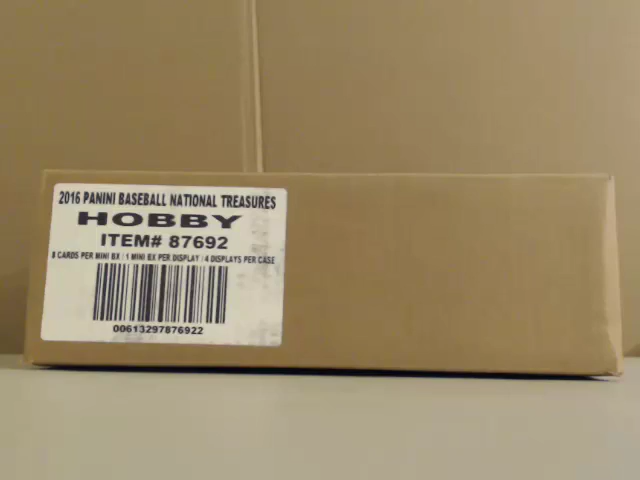 2016 PANINI BASEBALL NATIONAL TREASURES
HOBBY
ITEM# 87692
8 CARDS PER MINI BX | 1 MINI BX PER DISPLAY | 4 DISPLAYS PER CASE
00613297876922